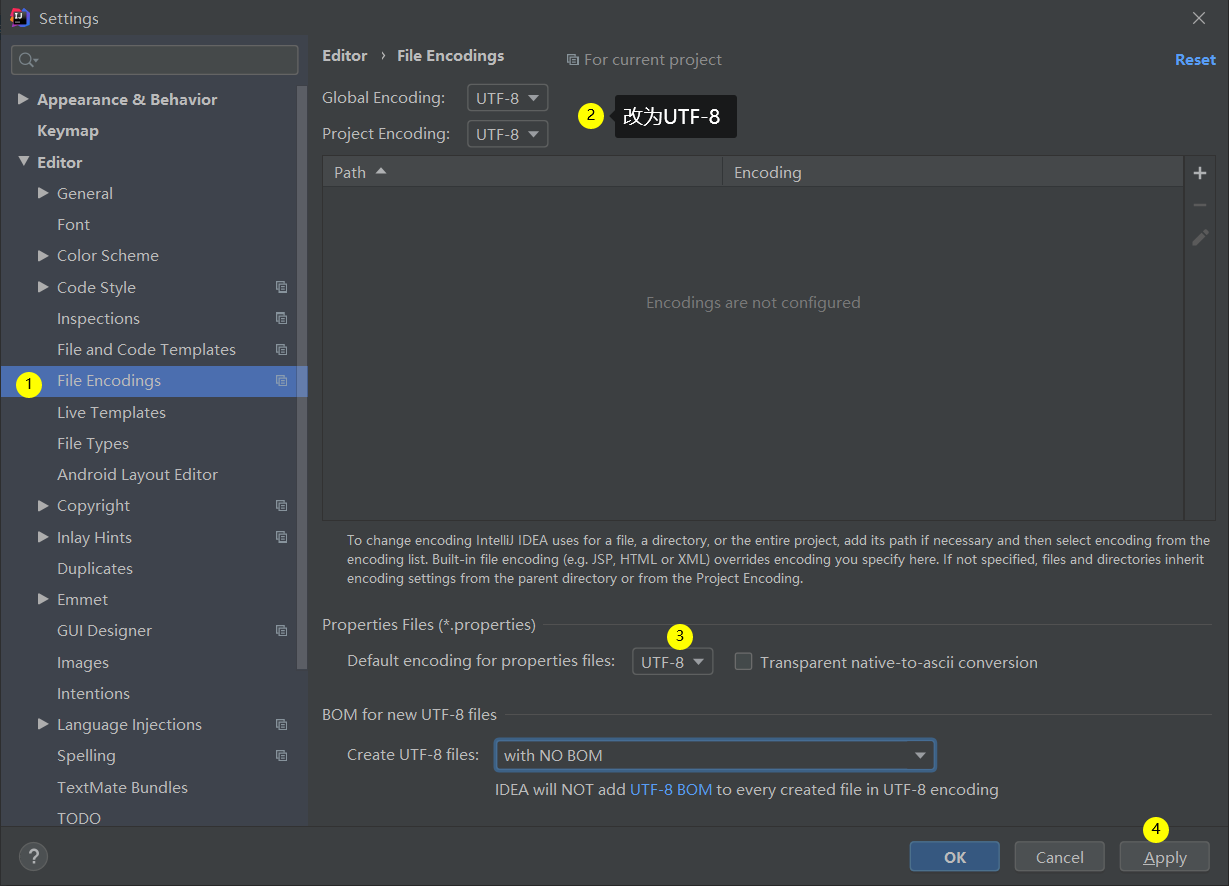 Settings
Editor › File Encodings
For current project
Reset
Appearance & Behavior
Keymap
Editor
General
Font
Color Scheme
Code Style
Inspections
File and Code Templates
1
File Encodings
Live Templates
File Types
Android Layout Editor
Copyright
Inlay Hints
Duplicates
Emmet
GUI Designer
Images
Intentions
Language Injections
Spelling
TextMate Bundles
TODO
Global Encoding: UTF-8
Project Encoding: UTF-8
2 改为UTF-8
Path Encoding
Encodings are not configured
To change encoding IntelliJ IDEA uses for a file, a directory, or the entire project, add its path if necessary and then select encoding from the
encoding list. Built-in file encoding (e.g. JSP, HTML or XML) overrides encoding you specify here. If not specified, files and directories inherit
encoding settings from the parent directory or from the Project Encoding.
Properties Files (*.properties)
3
Default encoding for properties files: UTF-8 Transparent native-to-ascii conversion
BOM for new UTF-8 files
Create UTF-8 files: with NO BOM
IDEA will NOT add UTF-8 BOM to every created file in UTF-8 encoding
4
?
OK Cancel Apply